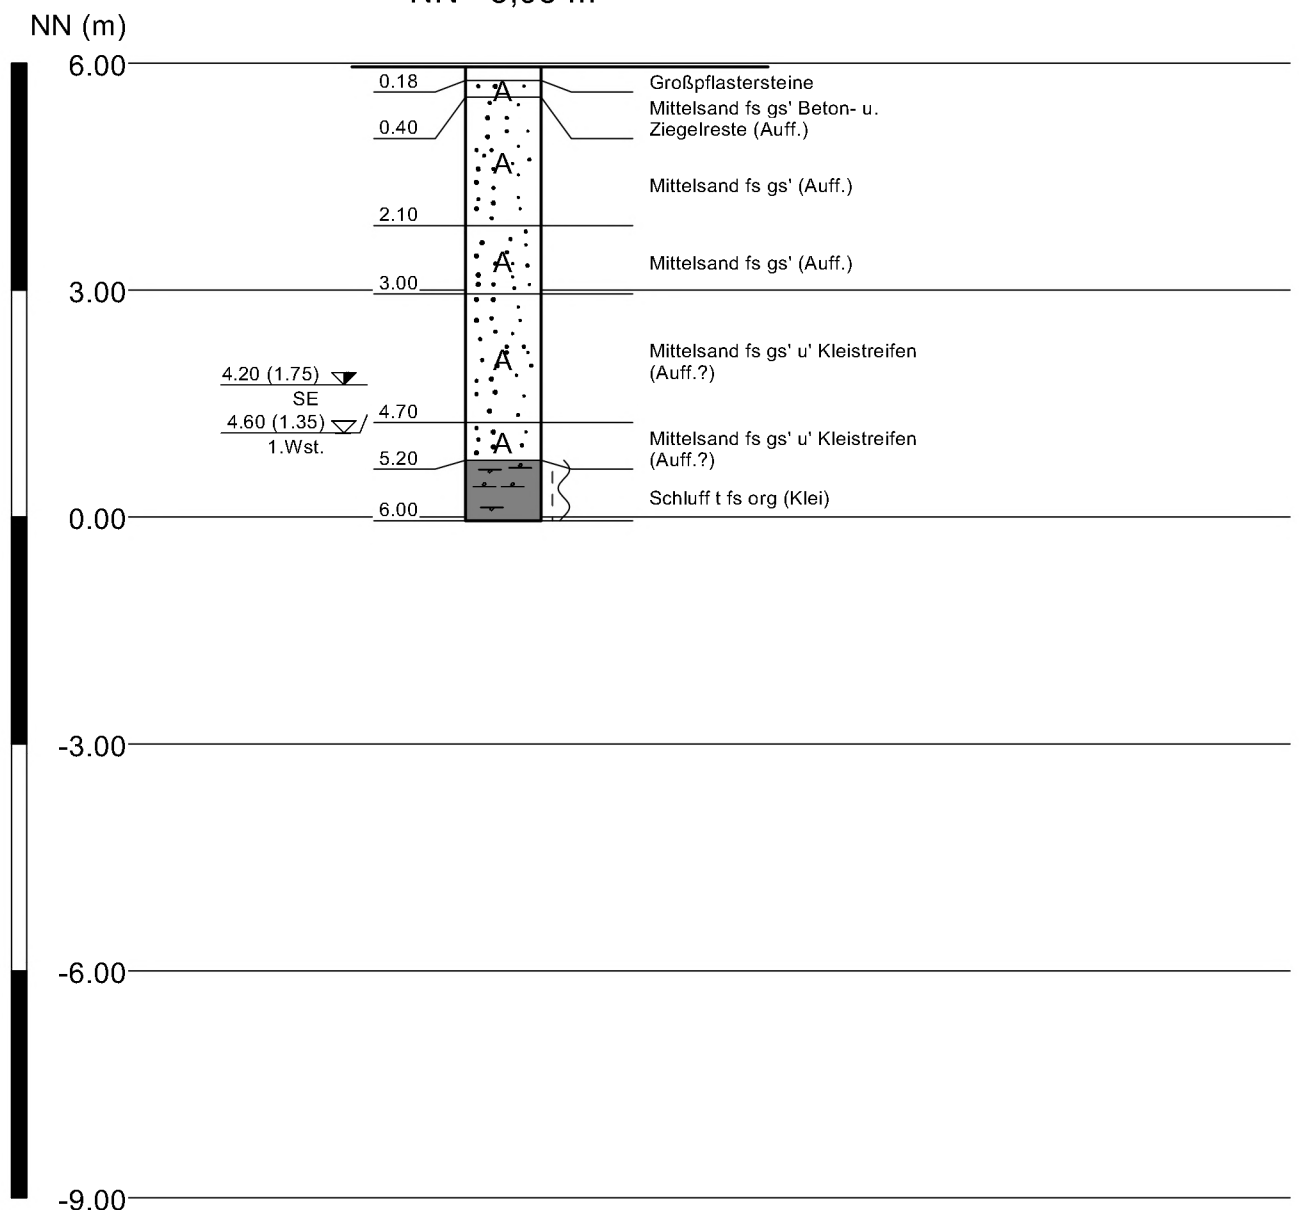 NN (m)
6.00
0.18
Großpflastersteine
A
Mittelsand fs gs' Beton- u.
Ziegelreste (Auff.)
0.40
A
Mittelsand fs gs' (Auff.)
2.10
A
Mittelsand fs gs' (Auff.)
3.00
3.00
Mittelsand fs gs' u' Kleistreifen
(Auff.?)
A
4.20 (1.75)
SE
4.60 (1.35)
1.Wst.
4.70
A
Mittelsand fs gs' u' Kleistreifen
(Auff.?)
5.20
Schluff t fs org (Klei)
6.00
0.00
-3.00
-6.00
-9.00